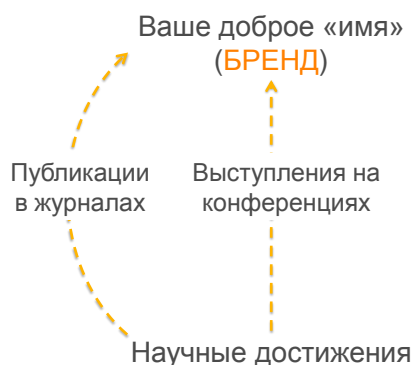 Ваше доброе «имя»
(БРЕНД)
Публикации
в журналах
Выступления на
конференциях
Научные достижения